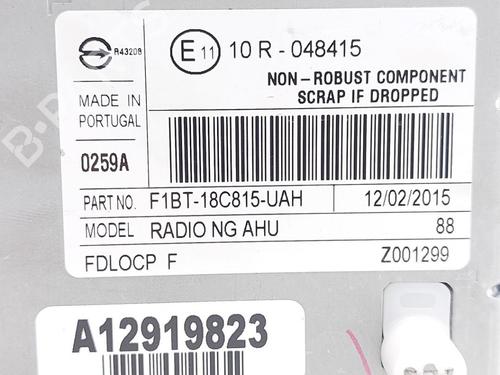 R43208
E 11 10 R - 048415
NON - ROBUST COMPONENT
SCRAP IF DROPPED
MADE IN
PORTUGAL
0259A
PART NO. F1BT-18C815-UAH 12/02/2015
MODEL RADIO NG AHU 88
FDLOCP F Z001299
A12919823